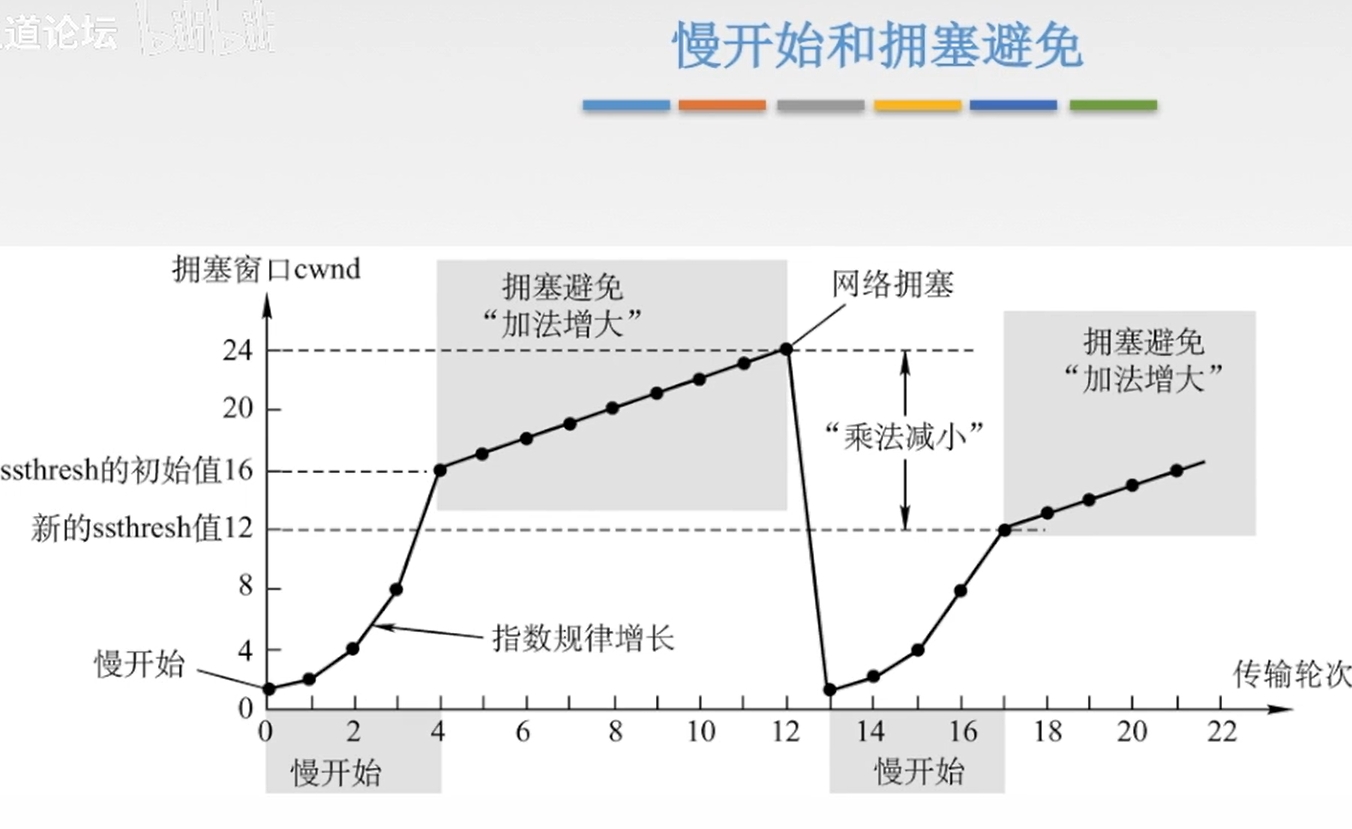 道论坛 bilibili
慢开始和拥塞避免
拥塞窗口cwnd
拥塞避免
“加法增大”
网络拥塞
拥塞避免
“加法增大”
24
20
“乘法减小”
ssthresh的初始值16
新的ssthresh值12
8
指数规律增长
4
慢开始
传输轮次
0
0 2 4 6 8 10 12 14 16 18 20 22
慢开始 慢开始